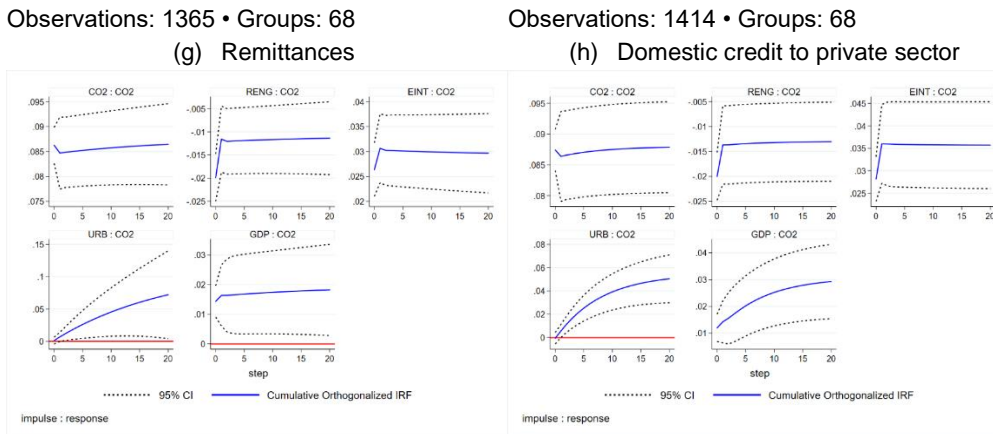 Observations: 1365 • Groups: 68
Observations: 1414 • Groups: 68
(g) Remittances
(h) Domestic credit to private sector
CO2 : CO2
RENG : CO2
EINT : CO2
.095
.09
.085
.08
.075
0 5 10 15 20
-.005
-.01
-.015
-.02
-.025
0 5 10 15 20
.04
.035
.03
.025
.02
0 5 10 15 20
URB : CO2
GDP : CO2
.15
.1
.05
0
0 5 10 15 20
.03
.02
.01
0
0 5 10 15 20
step
95% CI
Cumulative Orthogonalized IRF
impulse : response
CO2 : CO2
RENG : CO2
EINT : CO2
.095
.09
.085
.08
0 5 10 15 20
-.005
-.01
-.015
-.02
-.025
0 5 10 15 20
.045
.04
.035
.03
.025
0 5 10 15 20
URB : CO2
GDP : CO2
.08
.06
.04
.02
0
0 5 10 15 20
.04
.03
.02
.01
0 5 10 15 20
step
95% CI
Cumulative Orthogonalized IRF
impulse : response